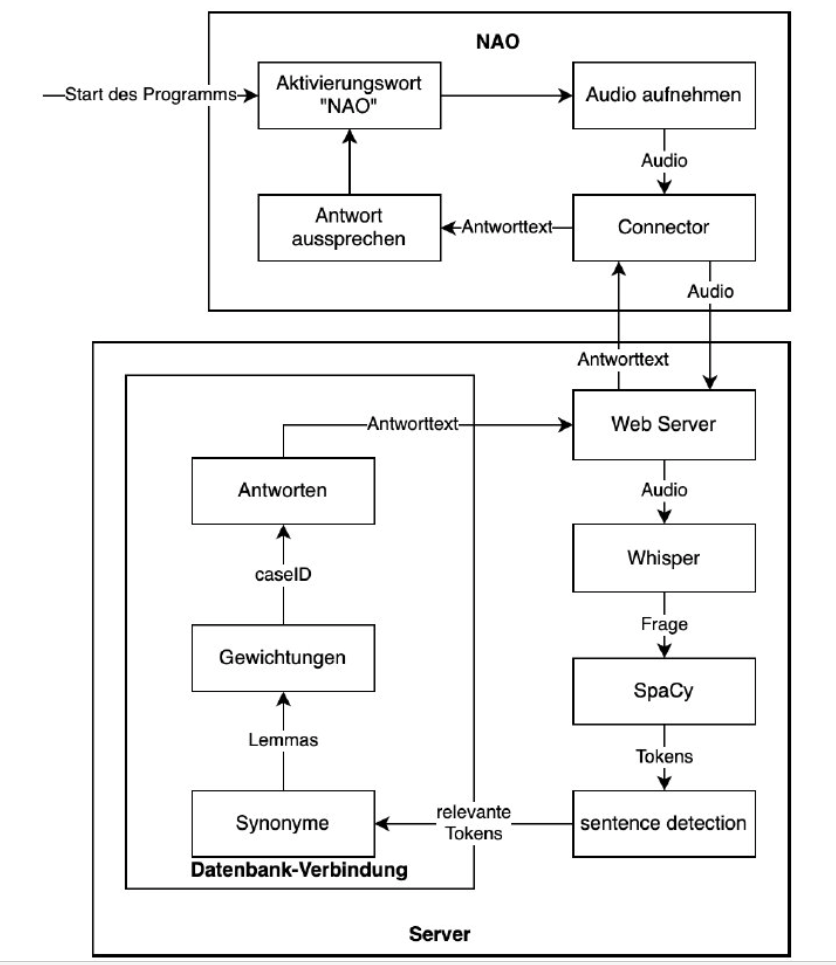 NAO
Start des Programms
Aktivierungswort
"NAO"
Audio aufnehmen
Audio
Antwort
aussprechen
Antworttext
Connector
Audio
Antworttext
Antworttext
Web Server
Antworten
Audio
caseID
Whisper
Frage
Gewichtungen
SpaCy
Lemmas
Tokens
Synonyme
relevante
Tokens
sentence detection
Datenbank-Verbindung
Server